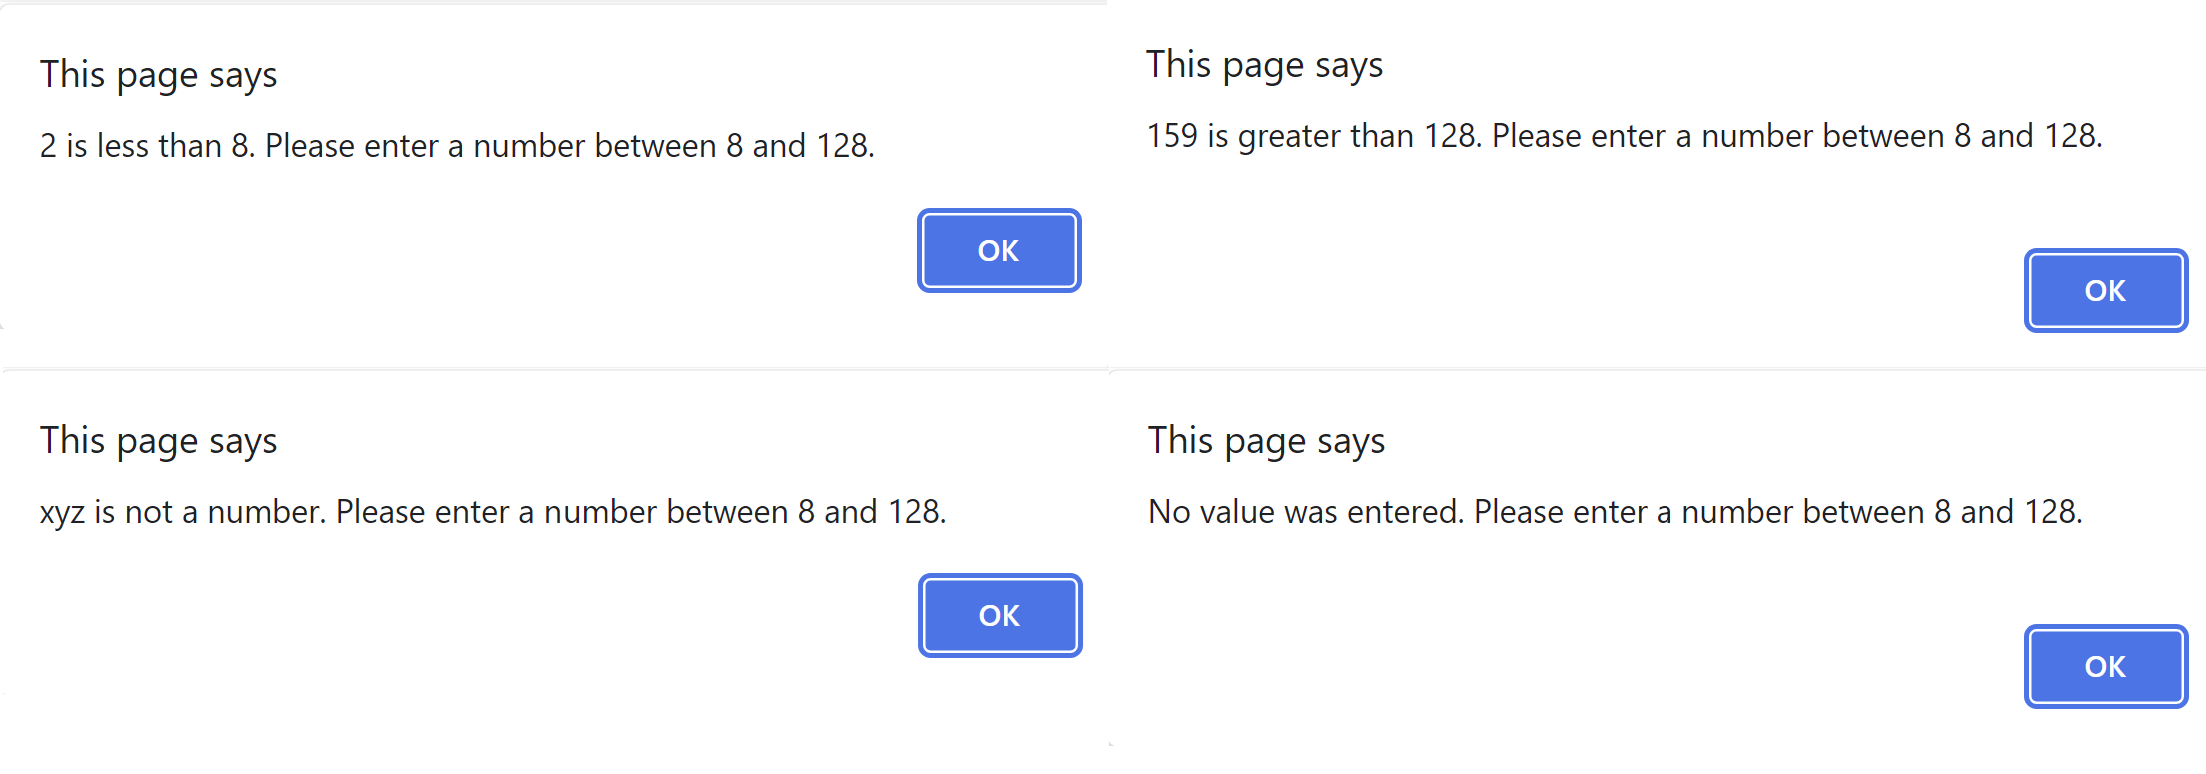 This page says
2 is less than 8. Please enter a number between 8 and 128.
OK
This page says
159 is greater than 128. Please enter a number between 8 and 128.
OK
This page says
xyz is not a number. Please enter a number between 8 and 128.
OK
This page says
No value was entered. Please enter a number between 8 and 128.
OK